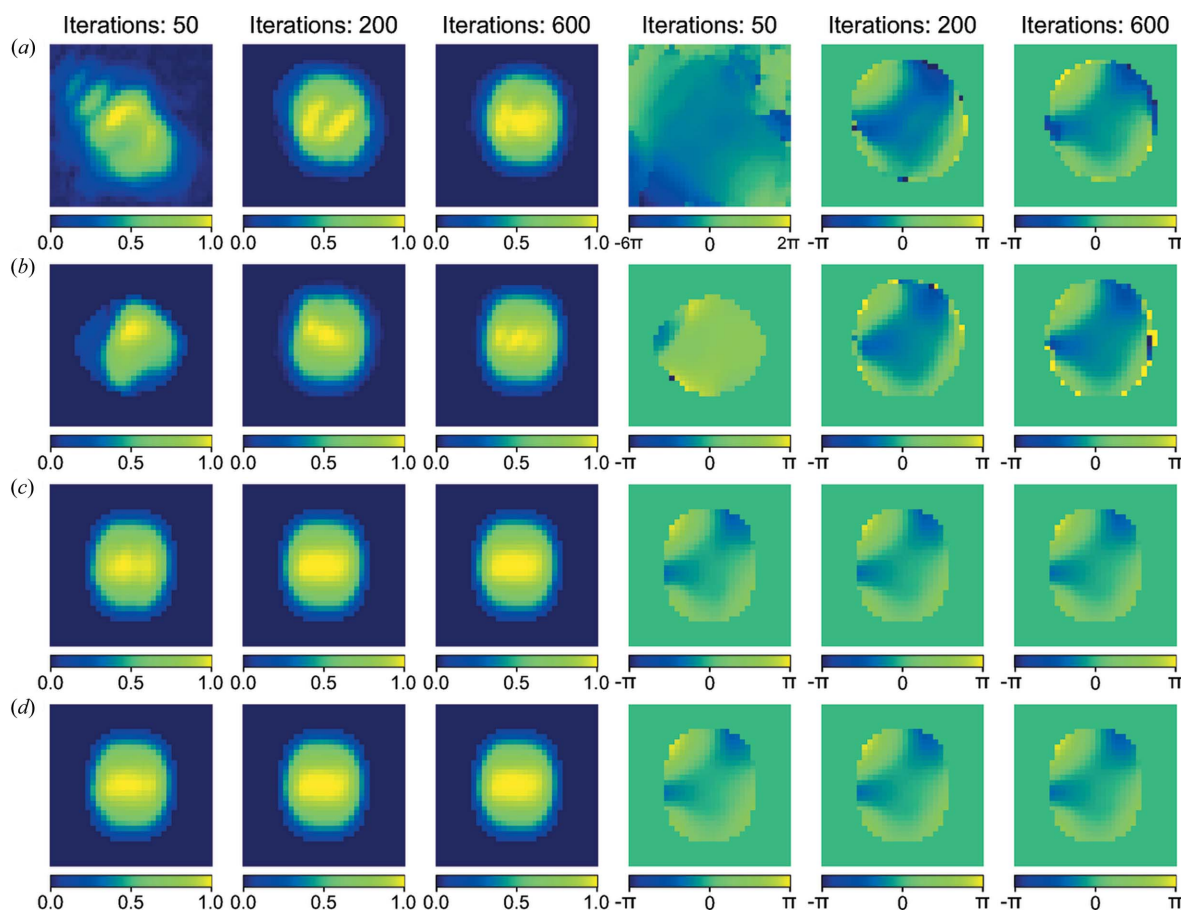 Iterations: 50 Iterations: 200 Iterations: 600 Iterations: 50 Iterations: 200 Iterations: 600
(a)
0.0 0.5 1.0 0.0 0.5 1.0 0.0 0.5 1.0 -6π 0 2π -π 0 π -π 0 π
(b)
0.0 0.5 1.0 0.0 0.5 1.0 0.0 0.5 1.0 -π 0 π -π 0 π -π 0 π
(c)
0.0 0.5 1.0 0.0 0.5 1.0 0.0 0.5 1.0 -π 0 π -π 0 π -π 0 π
(d)
0.0 0.5 1.0 0.0 0.5 1.0 0.0 0.5 1.0 -π 0 π -π 0 π -π 0 π